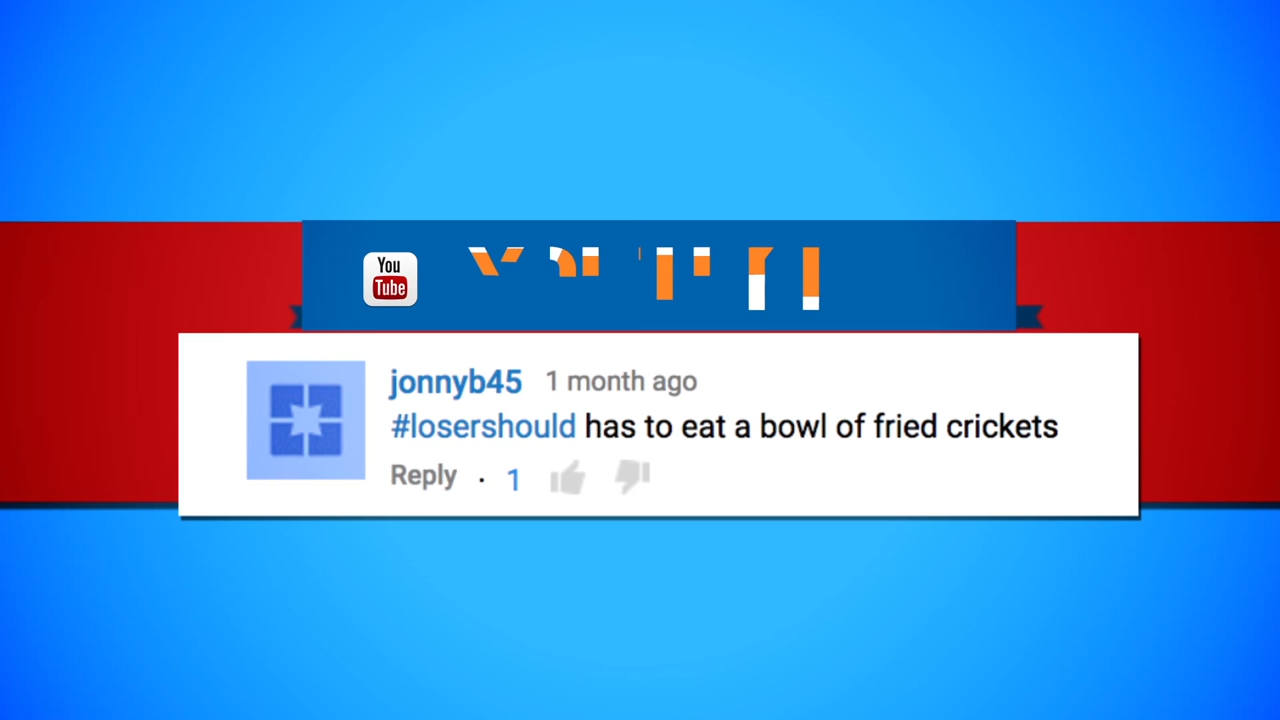 You
Tube
jonnyb45 1 month ago
#losershould has to eat a bowl of fried crickets
Reply · 1